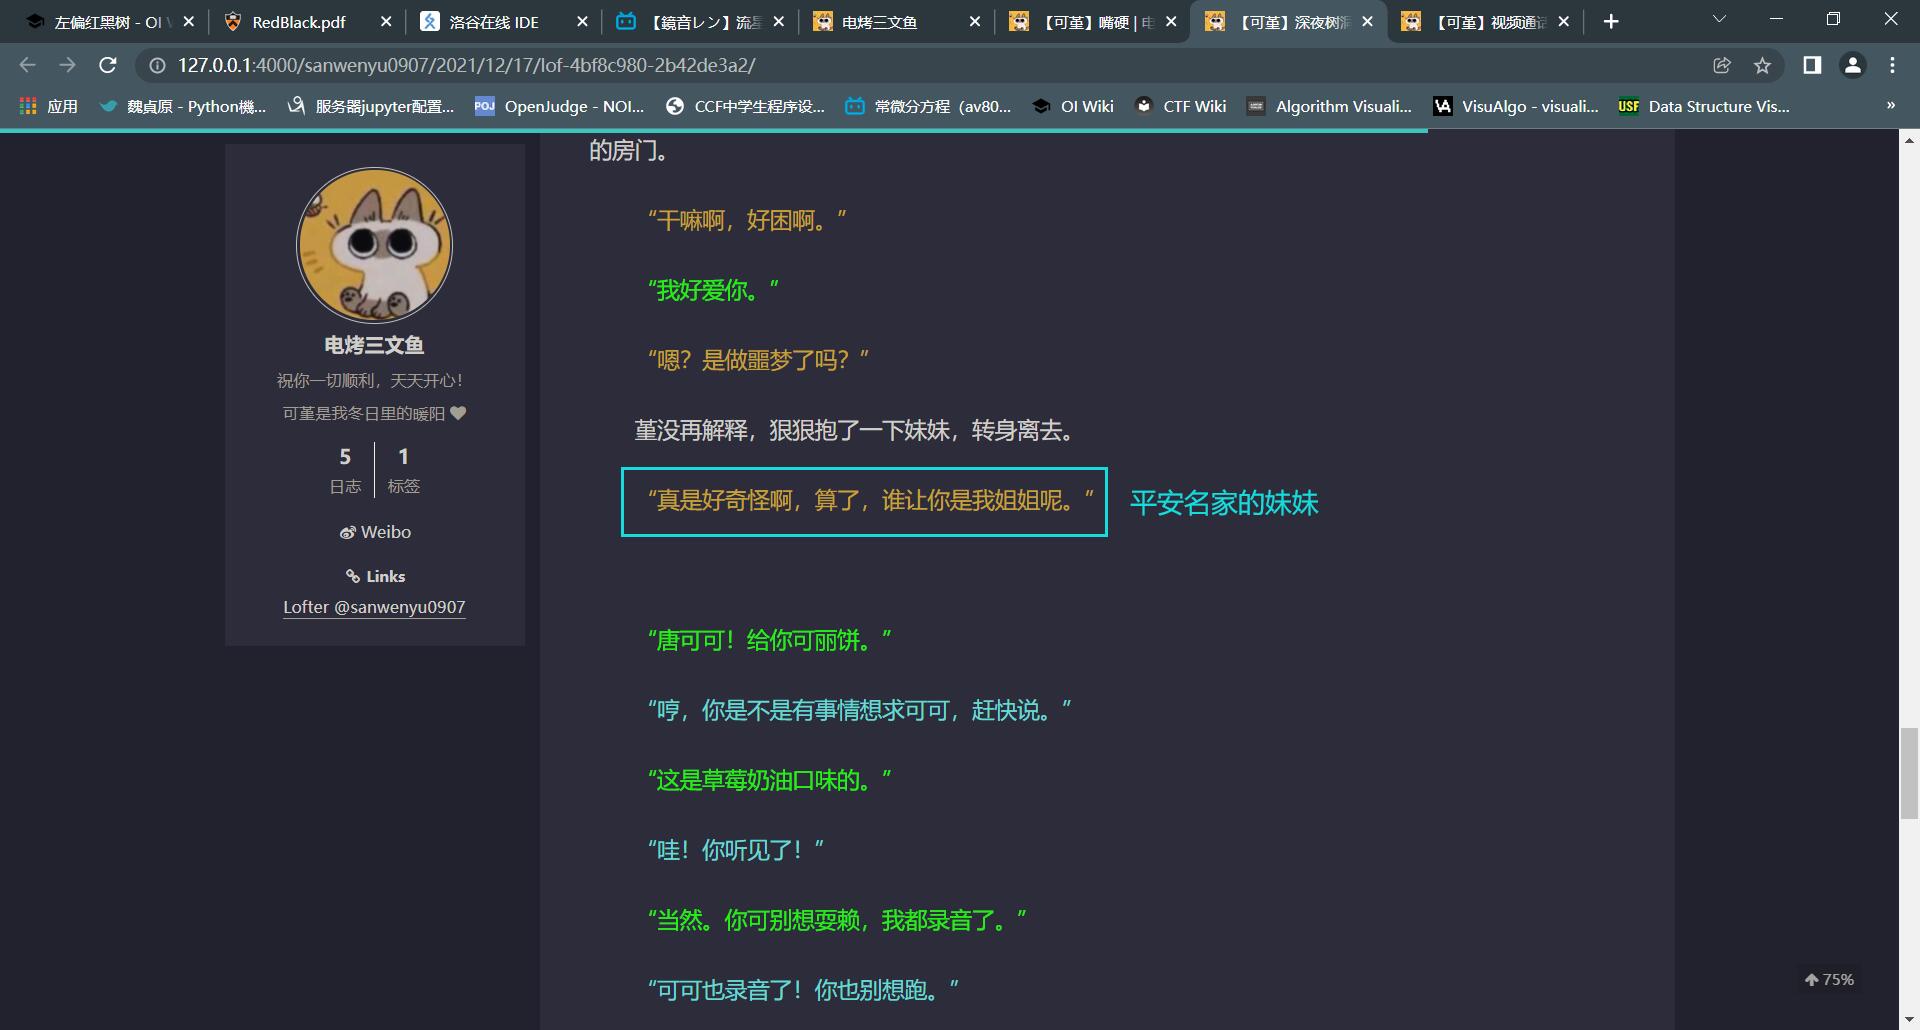 左偏红黑树 - OI
RedBlack.pdf
洛谷在线 IDE
【鏡音レン】流星
电烤三文鱼
【可堇】嘴硬 | 电
【可堇】深夜树洞
【可堇】视频通话
127.0.0.1:4000/sanwenyu0907/2021/12/17/lof-4bf8c980-2b42de3a2/
应用
魏贞原 - Python機...
服务器jupyter配置...
POJ
OpenJudge - NOI...
CCF中学生程序设...
常微分方程（av80...
OI Wiki
CTF Wiki
Algorithm Visuali...
VisuAlgo - visuali...
USF
Data Structure Vis...
»
的房门。
“干嘛啊，好困啊。”
“我好爱你。”
“嗯？是做噩梦了吗？”
堇没再解释，狠狠抱了一下妹妹，转身离去。
“真是好奇怪啊，算了，谁让你是我姐姐呢。”
平安名家的妹妹
“唐可可！给你可丽饼。”
“哼，你是不是有事情想求可可，赶快说。”
“这是草莓奶油口味的。”
“哇！你听见了！”
“当然。你可别想耍赖，我都录音了。”
“可可也录音了！你也别想跑。”
电烤三文鱼
祝你一切顺利，天天开心！
可堇是我冬日里的暖阳
5
日志
1
标签
Weibo
Links
Lofter @sanwenyu0907
75%